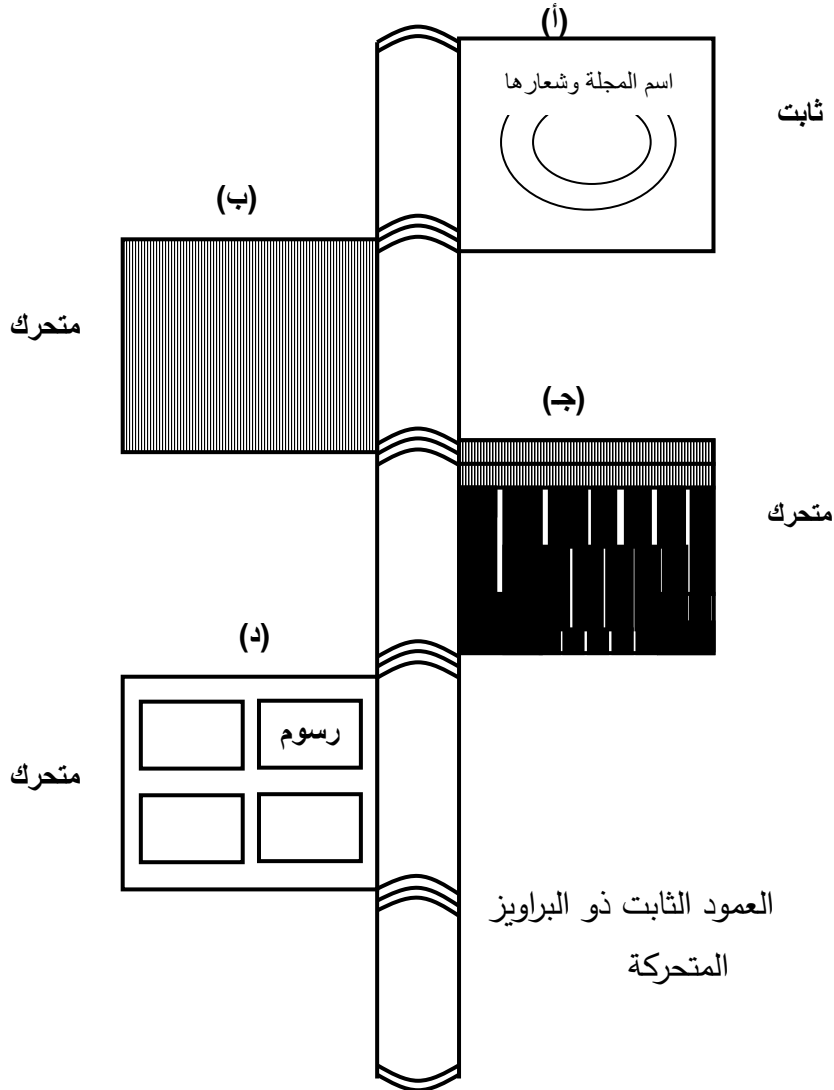 (أ)
اسم المجلة وشعارها
ثابت
(ب)
متحرك
(جـ)
متحرك
(د)
رسوم
متحرك
العمود الثابت ذو البراويز
المتحركة